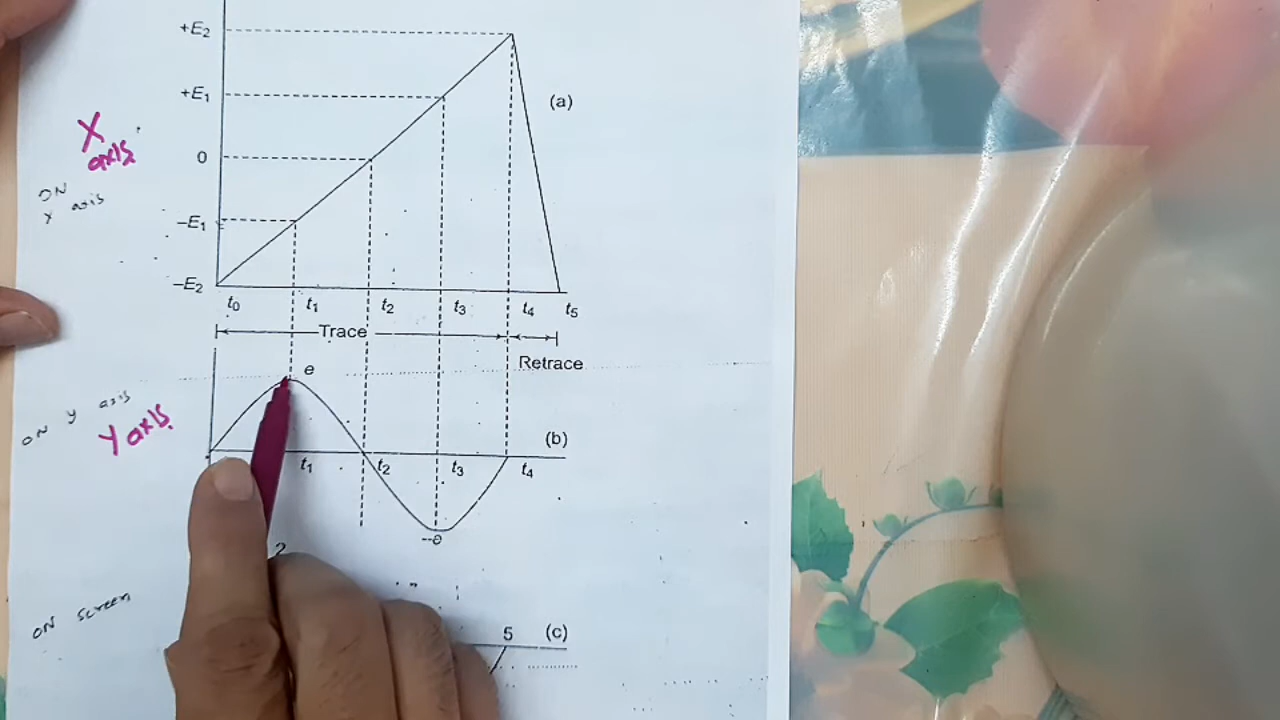 +E2
+E1
(a)
X
axis
0
ON
X axis
−E1
−E2
t0 t1 t2 t3 t4 t5
Trace
Retrace
e
ON Y axis
Y axis
(b)
t1 t2 t3 t4
−e
2
ON screen
5 (c)